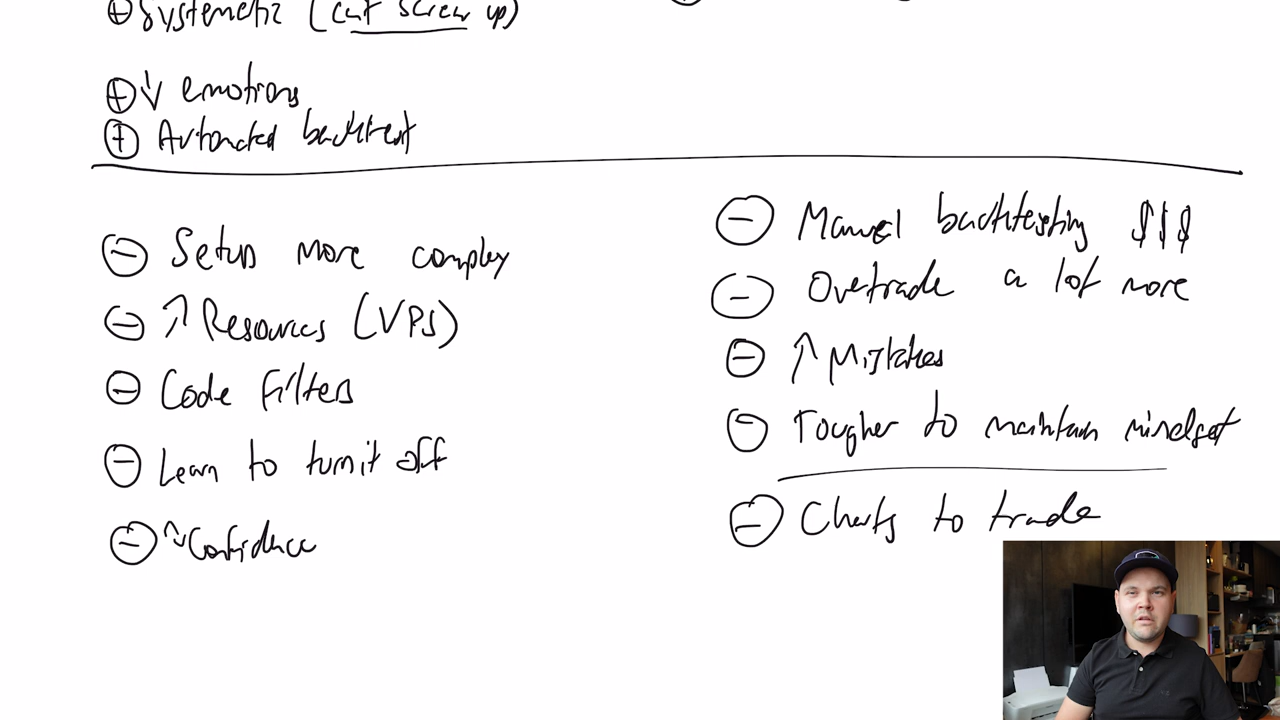 ⊕ Systematic (can't screw up)
⊕ ↓ emotions
⊕ Automated backtest
⊖ Setup more complex
⊖ ↑ Resources (VPS)
⊖ Code Filters
⊖ Learn to turn it off
⊖ ~Confidence
⊖ Manual backtesting $$$
⊖ Overtrade a lot more
⊖ ↑ Mistakes
⊖ Tougher to maintain mindset
⊖ Charts to trade